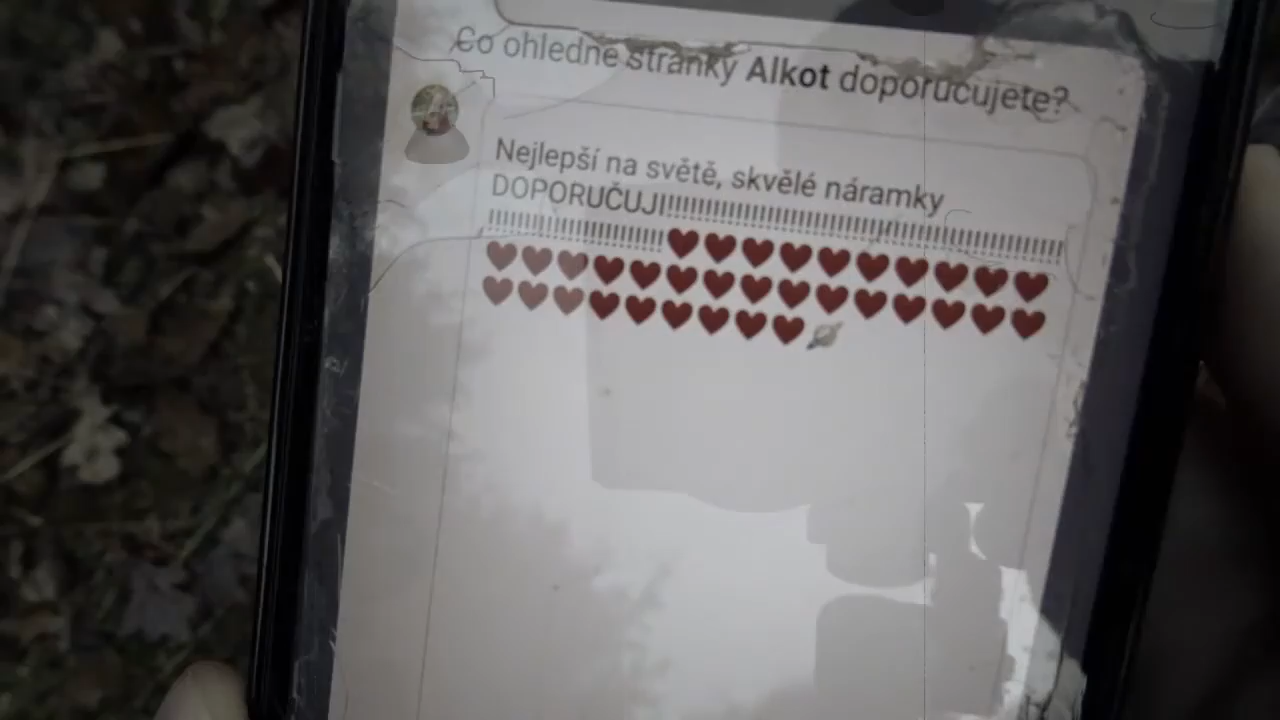 Co ohledně stránky Alkot doporučujete?
Nejlepší na světě, skvělé náramky
DOPORUČUJI!!!!!!!!!!!!!!!!!!!!!!!!!!!!!!!!!!!!!!!!!!!!!!!!!!!!!!
!!!!!!!!!!!!!!!!!!!!!!!!❤❤❤❤❤❤❤❤❤❤
❤❤❤❤❤❤❤❤❤❤❤❤❤❤❤
❤❤❤❤❤❤❤❤❤🪐